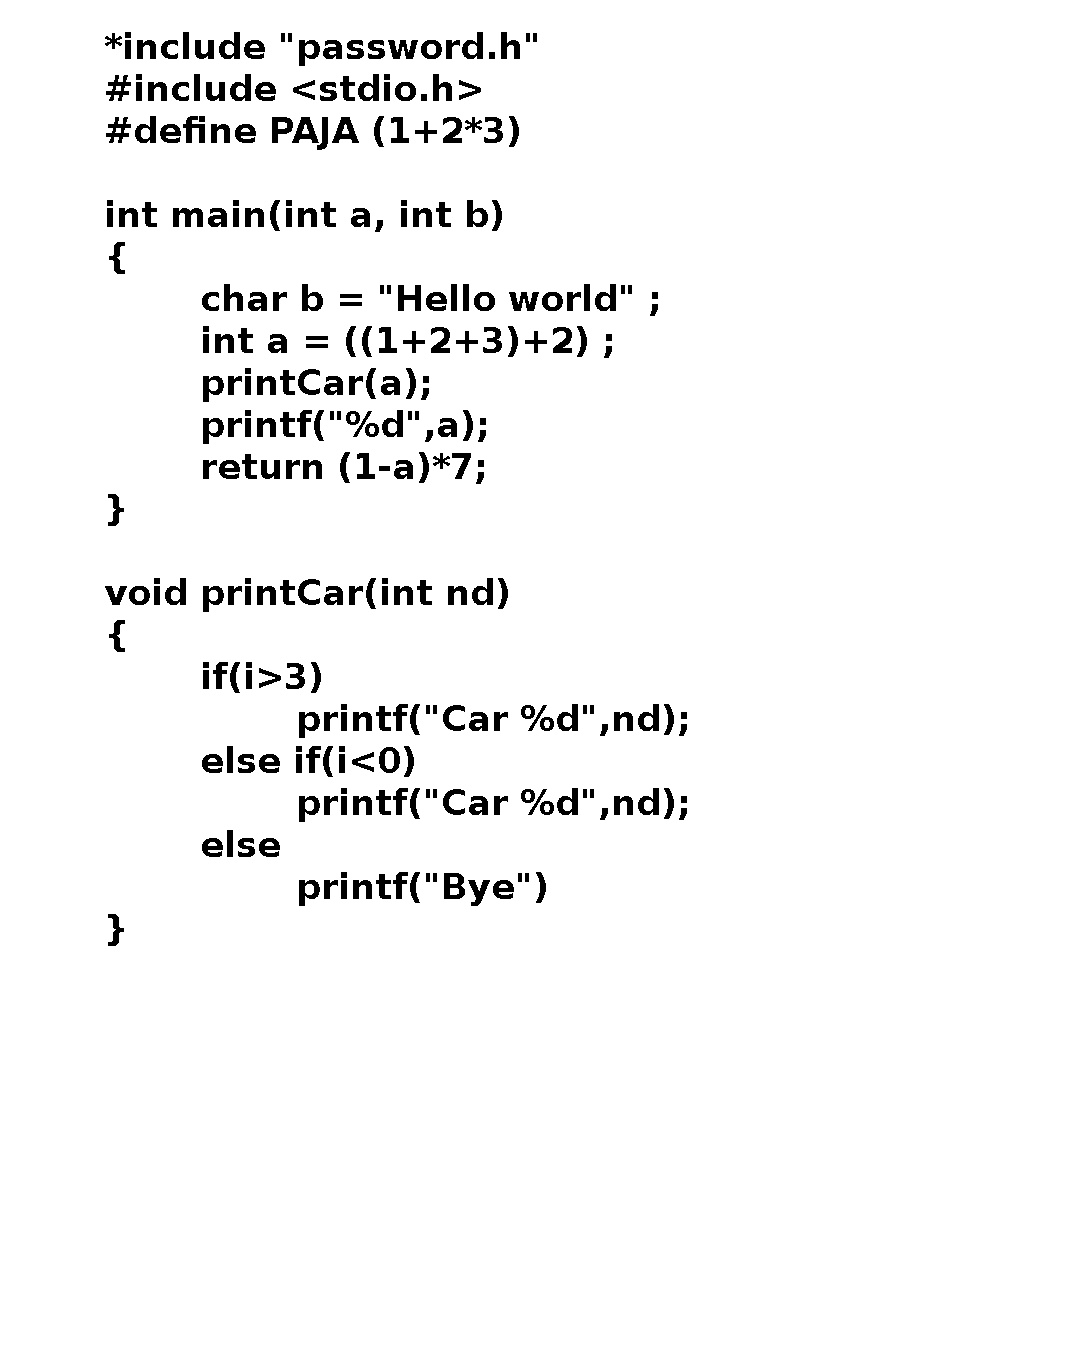 *include "password.h"
#include <stdio.h>
#define PAJA (1+2*3)

int main(int a, int b)
{
	char b = "Hello world" ;
	int a = ((1+2+3)+2) ;
	printCar(a);
	printf("%d",a);
	return (1-a)*7;
}

void printCar(int nd)
{
	if(i>3)
		printf("Car %d",nd);
	else if(i<0)
		printf("Car %d",nd);
	else
		printf("Bye")
}